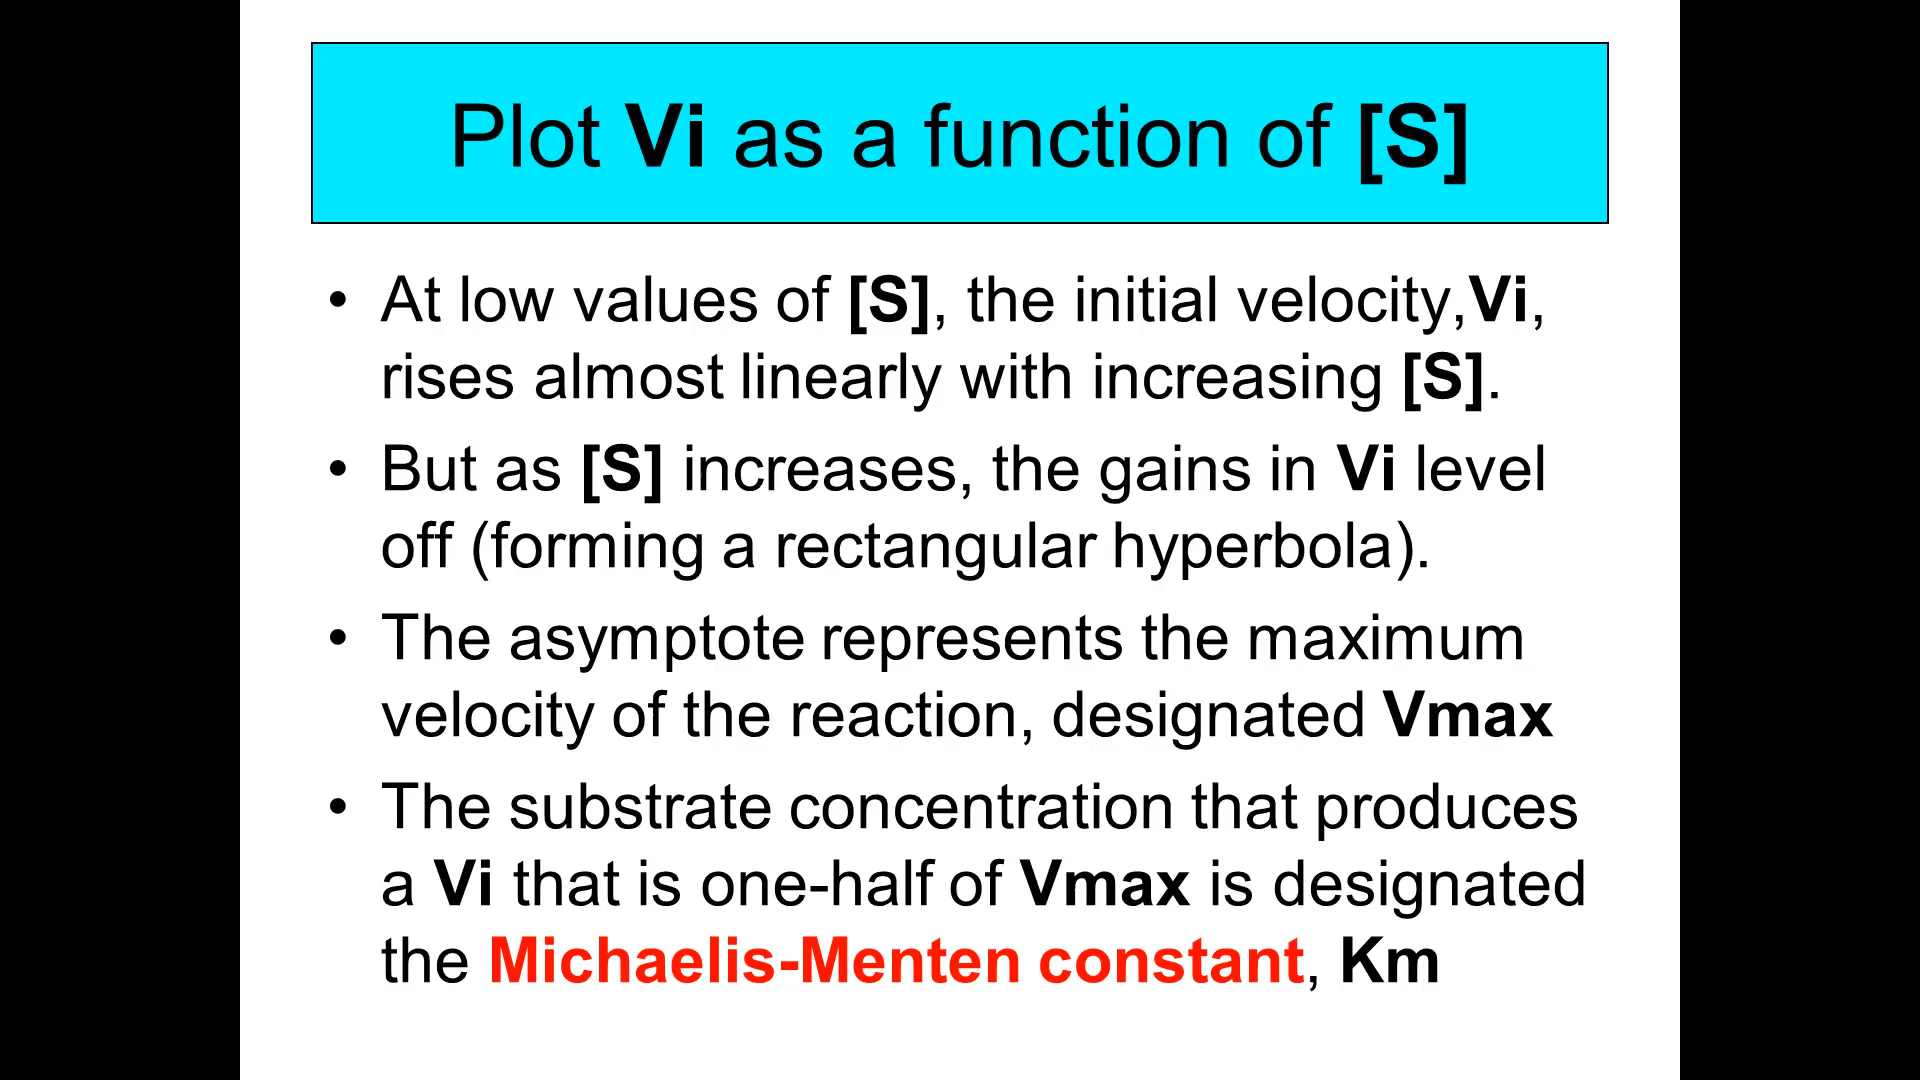 Plot Vi as a function of [S]
• At low values of [S], the initial velocity,Vi,
rises almost linearly with increasing [S].
• But as [S] increases, the gains in Vi level
off (forming a rectangular hyperbola).
• The asymptote represents the maximum
velocity of the reaction, designated Vmax
• The substrate concentration that produces
a Vi that is one-half of Vmax is designated
the Michaelis-Menten constant, Km